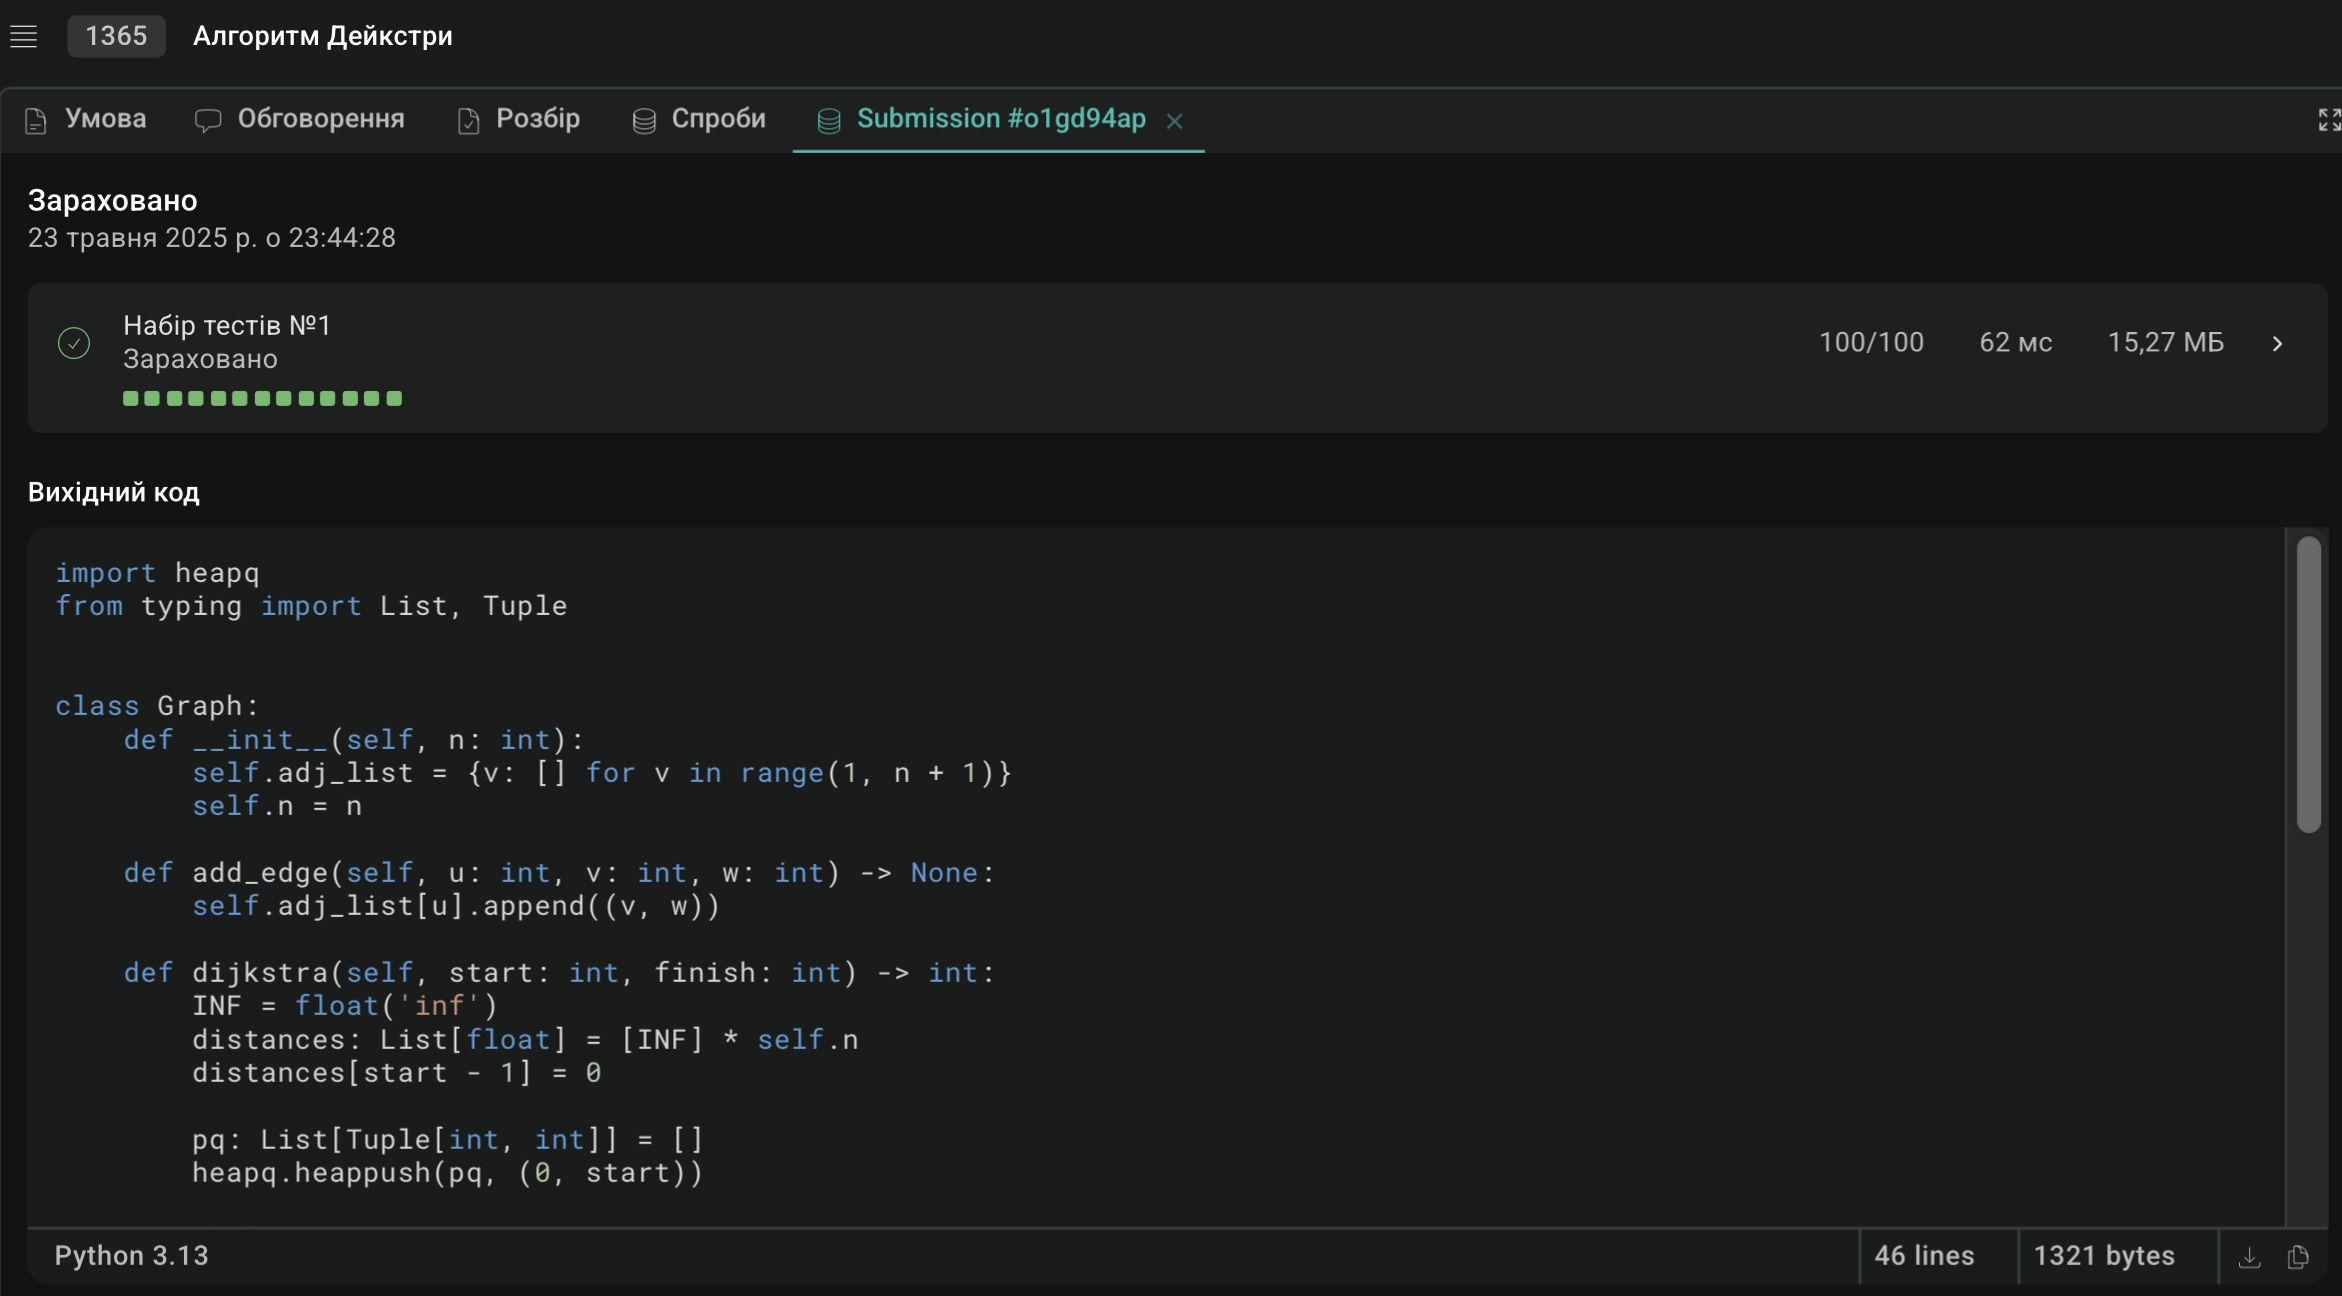 1365 Алгоритм Дейкстри
Умова Обговорення Розбір Спроби Submission #o1gd94ap
Зараховано
23 травня 2025 р. о 23:44:28
Набір тестів №1
Зараховано
100/100 62 мс 15,27 МБ
Вихідний код
import heapq
from typing import List, Tuple
class Graph:
    def __init__(self, n: int):
        self.adj_list = {v: [] for v in range(1, n + 1)}
        self.n = n
    def add_edge(self, u: int, v: int, w: int) -> None:
        self.adj_list[u].append((v, w))
    def dijkstra(self, start: int, finish: int) -> int:
        INF = float('inf')
        distances: List[float] = [INF] * self.n
        distances[start - 1] = 0
        pq: List[Tuple[int, int]] = []
        heapq.heappush(pq, (0, start))
Python 3.13 46 lines 1321 bytes